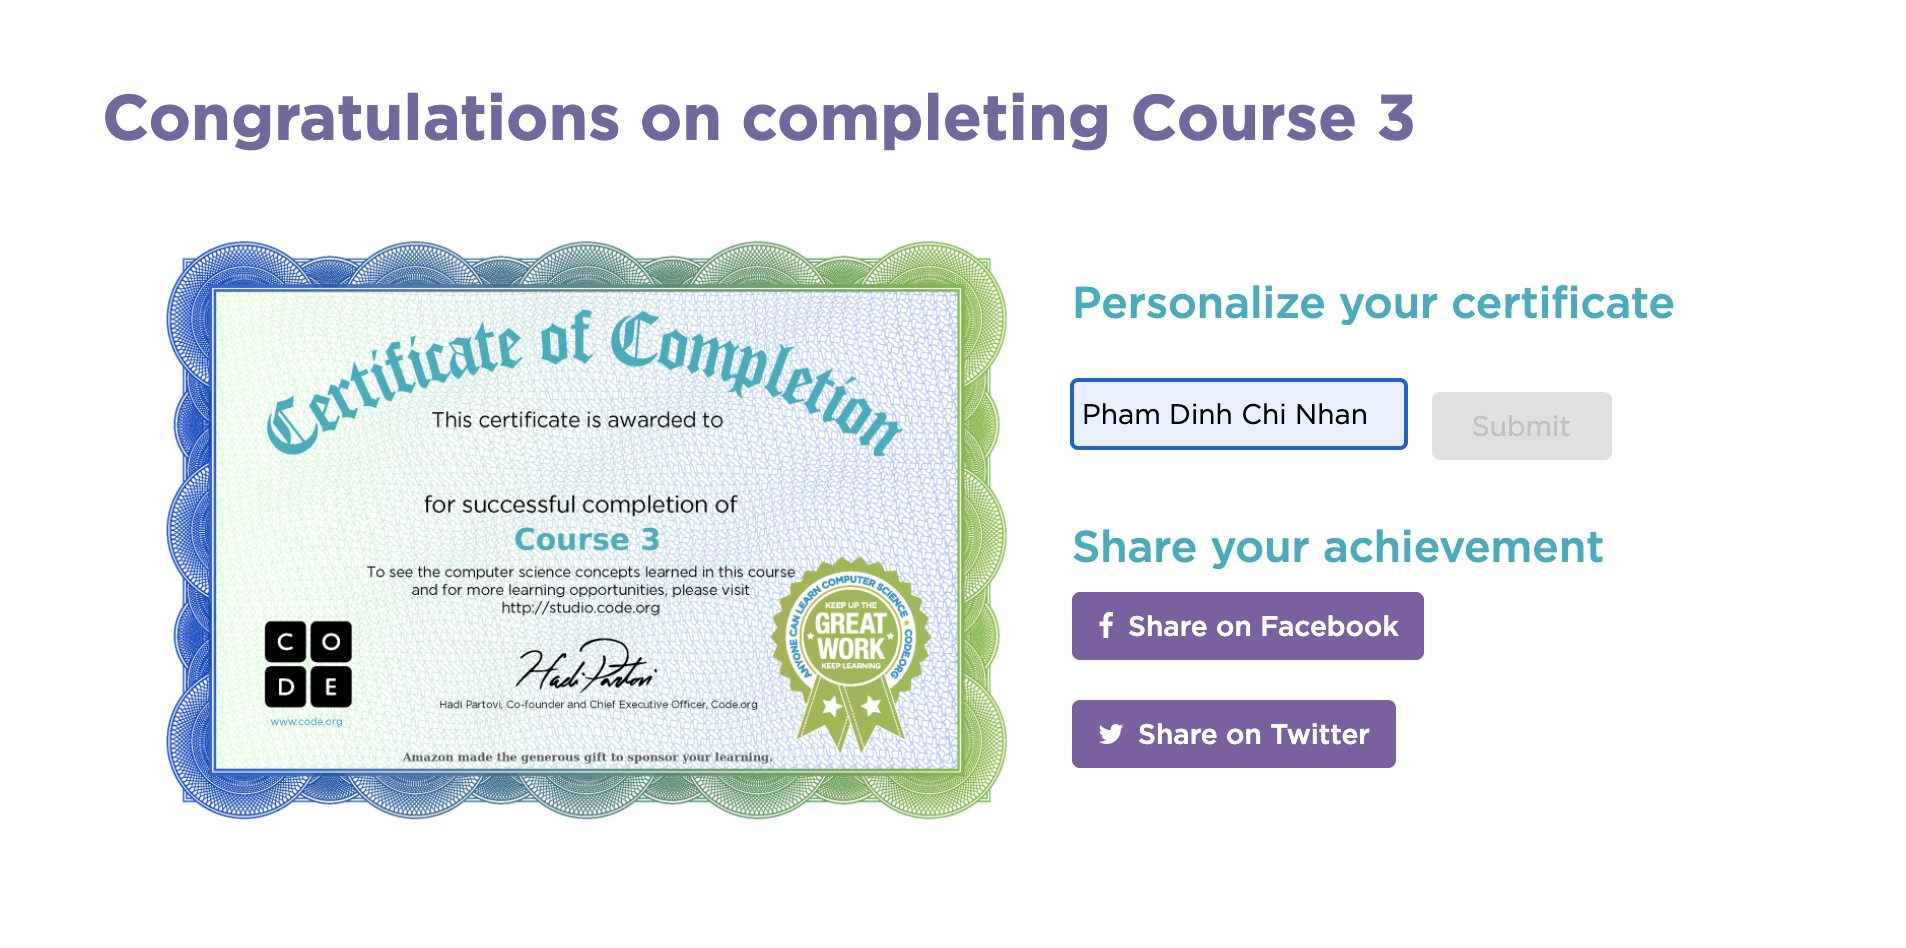 Congratulations on completing Course 3
Certificate of Completion
This certificate is awarded to
for successful completion of
Course 3
To see the computer science concepts learned in this course
and for more learning opportunities, please visit
http://studio.code.org
C O
D E
www.code.org
Hadi Partovi
Hadi Partovi, Co-founder and Chief Executive Officer, Code.org
ANYONE CAN LEARN COMPUTER SCIENCE ★ CODE.ORG
KEEP UP THE
GREAT
WORK
KEEP LEARNING
Amazon made the generous gift to sponsor your learning.
Personalize your certificate
Pham Dinh Chi Nhan
Submit
Share your achievement
Share on Facebook
Share on Twitter